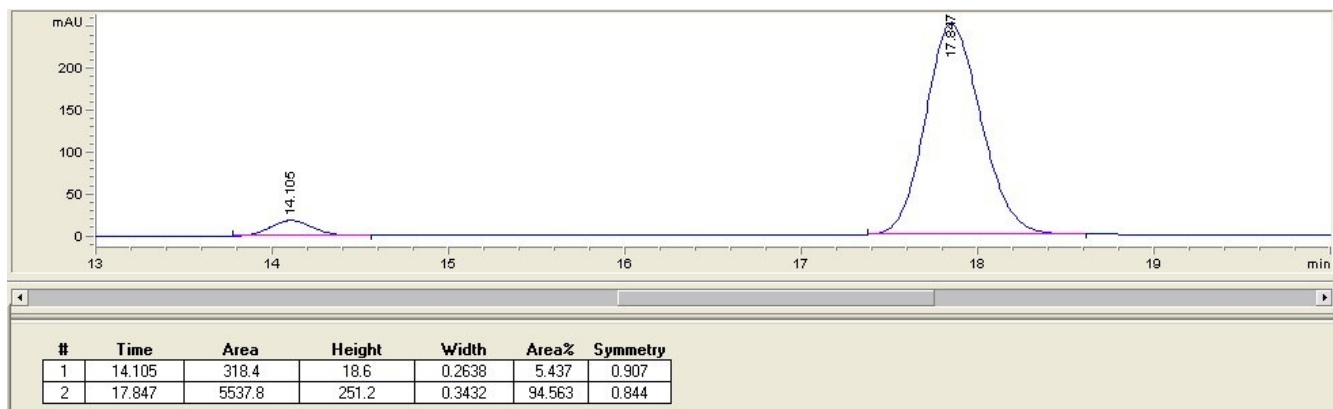 mAU
200
150
100
50
0
14.105
17.847
13 14 15 16 17 18 19 min
# Time Area Height Width Area% Symmetry
1 14.105 318.4 18.6 0.2638 5.437 0.907
2 17.847 5537.8 251.2 0.3432 94.563 0.844